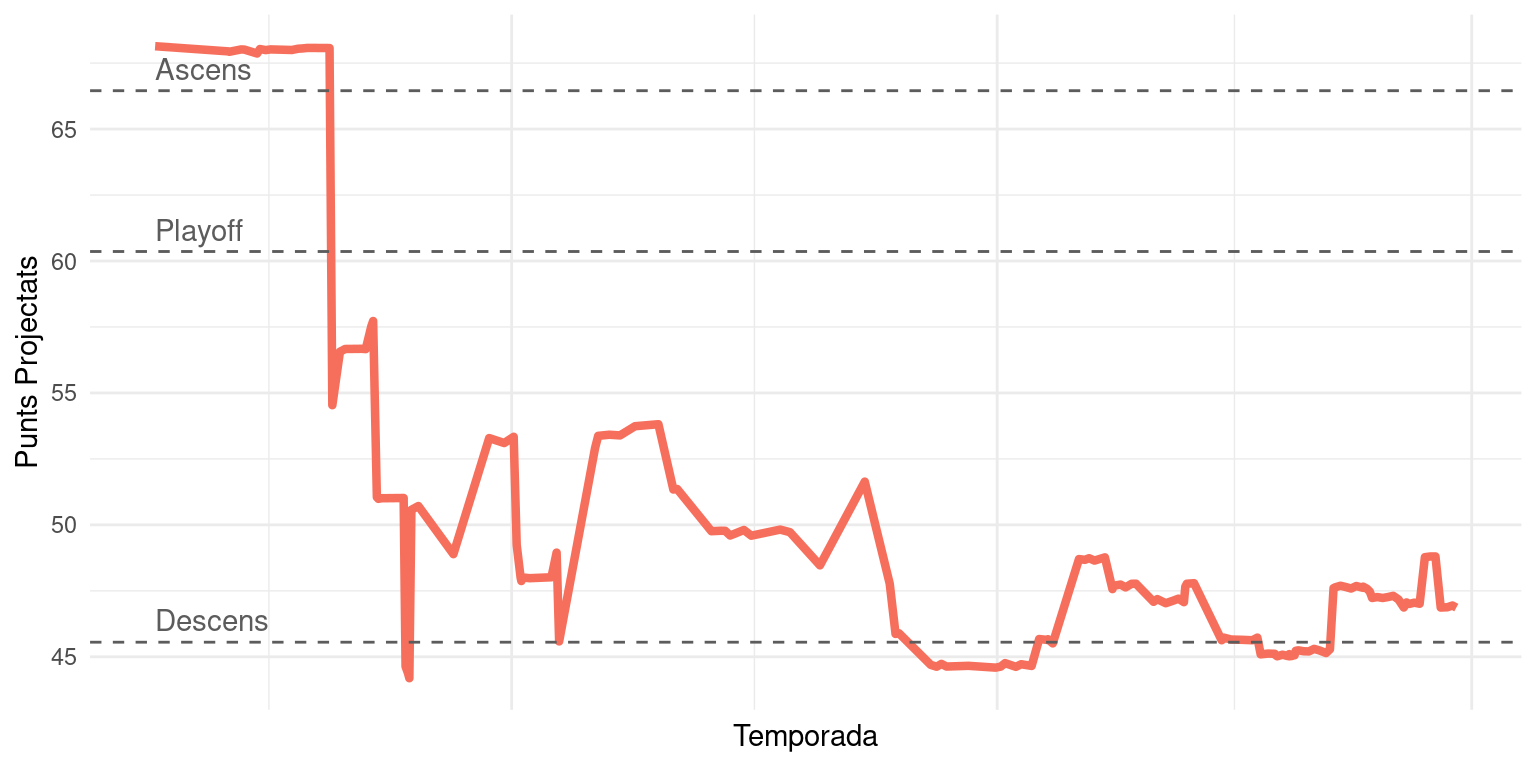 Ascens
65
Playoff
60
Punts Projectats
55
50
Descens
45
Temporada